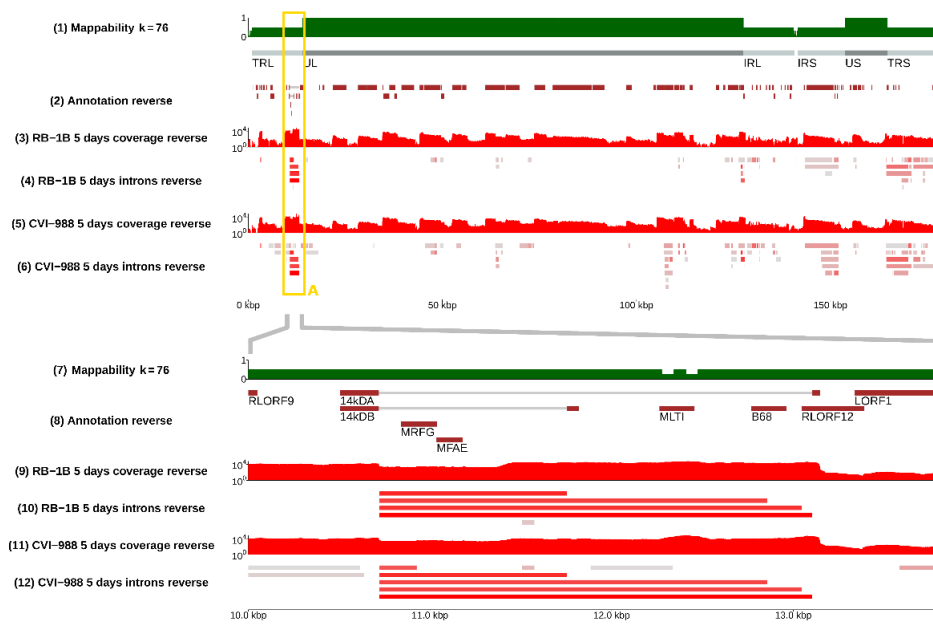 1
(1) Mappability k = 76
0
TRL UL IRL IRS US TRS
(2) Annotation reverse
10⁴
(3) RB−1B 5 days coverage reverse
10⁰
(4) RB−1B 5 days introns reverse
10⁴
(5) CVI−988 5 days coverage reverse
10⁰
(6) CVI−988 5 days introns reverse
A
0 kbp 50 kbp 100 kbp 150 kbp
1
(7) Mappability k = 76
0
RLORF9 14kDA LORF1
(8) Annotation reverse
14kDB MLTI B68 RLORF12
MRFG
MFAE
10⁴
(9) RB−1B 5 days coverage reverse
10⁰
(10) RB−1B 5 days introns reverse
10⁴
(11) CVI−988 5 days coverage reverse
10⁰
(12) CVI−988 5 days introns reverse
10.0 kbp 11.0 kbp 12.0 kbp 13.0 kbp